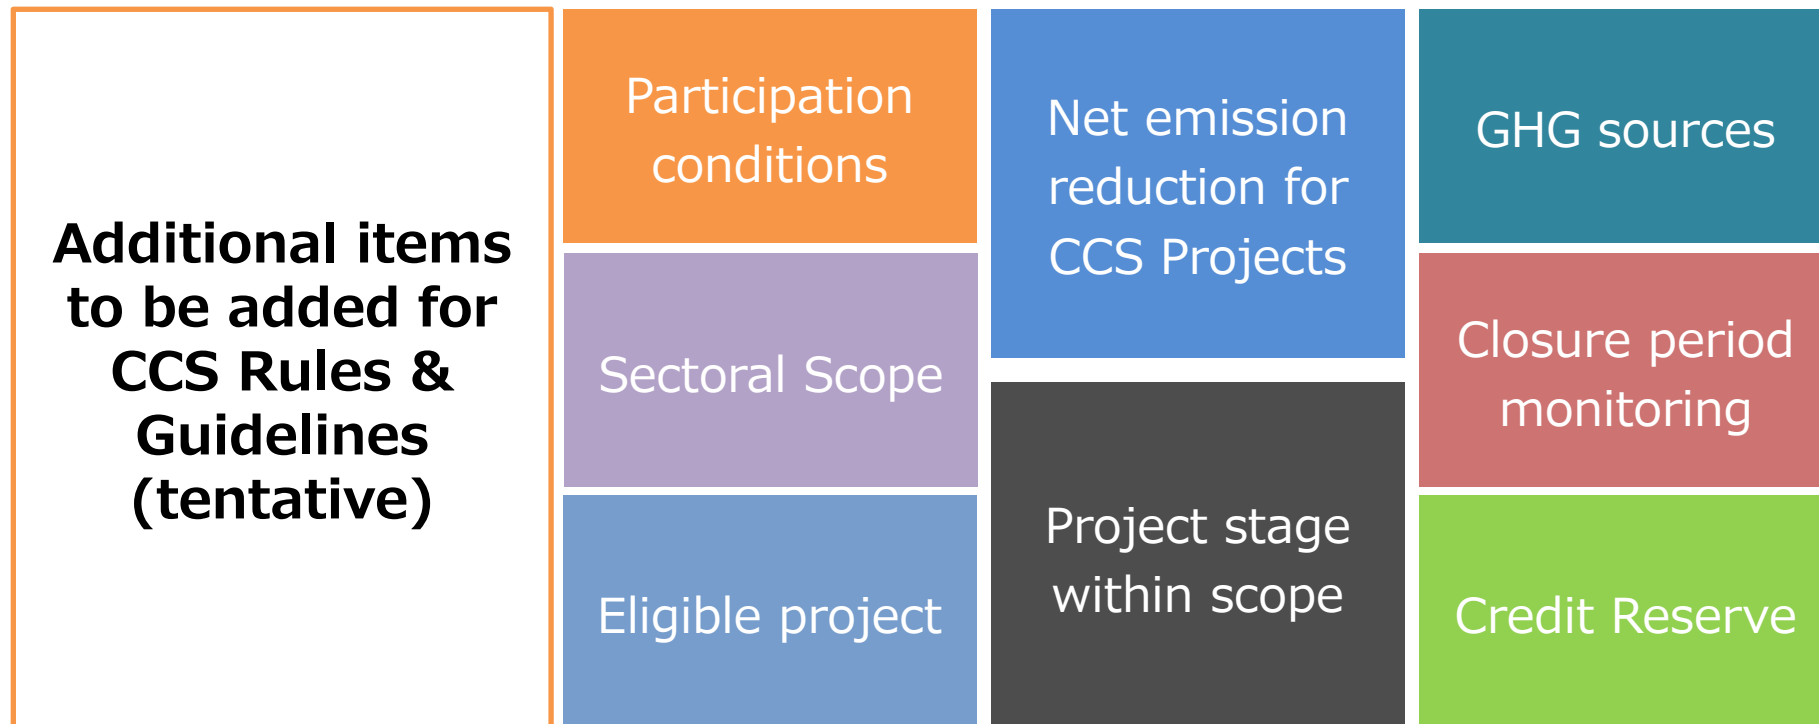 Additional items
to be added for
CCS Rules &
Guidelines
(tentative)
Participation
conditions
Sectoral Scope
Eligible project
Net emission
reduction for
CCS Projects
Project stage
within scope
GHG sources
Closure period
monitoring
Credit Reserve